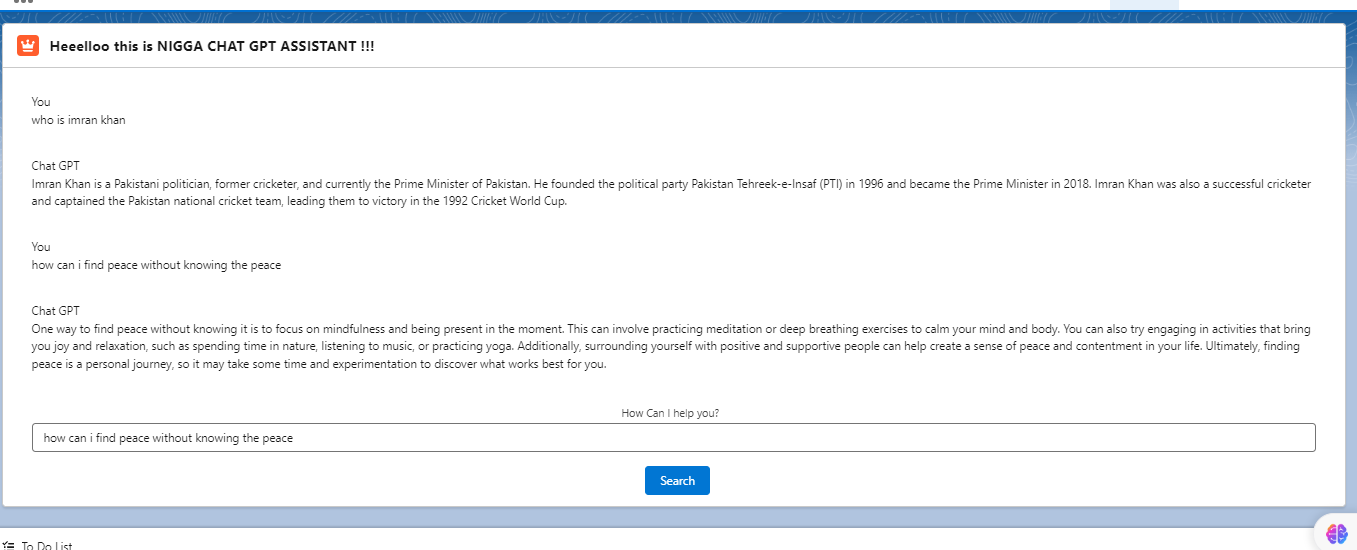 Heeelloo this is NIGGA CHAT GPT ASSISTANT !!!
You
who is imran khan
Chat GPT
Imran Khan is a Pakistani politician, former cricketer, and currently the Prime Minister of Pakistan. He founded the political party Pakistan Tehreek-e-Insaf (PTI) in 1996 and became the Prime Minister in 2018. Imran Khan was also a successful cricketer
and captained the Pakistan national cricket team, leading them to victory in the 1992 Cricket World Cup.
You
how can i find peace without knowing the peace
Chat GPT
One way to find peace without knowing it is to focus on mindfulness and being present in the moment. This can involve practicing meditation or deep breathing exercises to calm your mind and body. You can also try engaging in activities that bring
you joy and relaxation, such as spending time in nature, listening to music, or practicing yoga. Additionally, surrounding yourself with positive and supportive people can help create a sense of peace and contentment in your life. Ultimately, finding
peace is a personal journey, so it may take some time and experimentation to discover what works best for you.
How Can I help you?
how can i find peace without knowing the peace
Search
To Do List